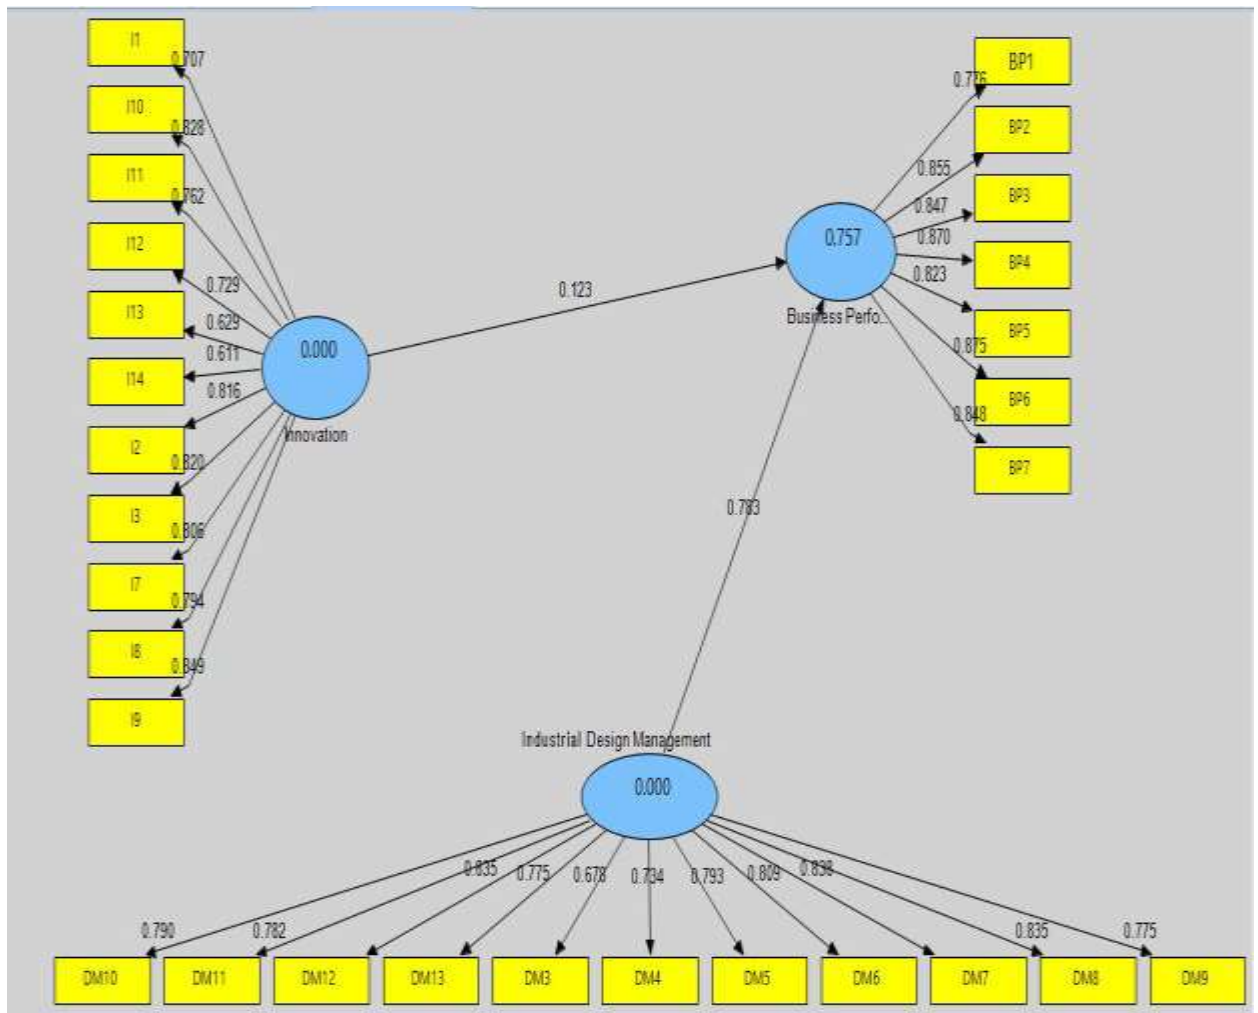 I1
0.707
I10
0.828
I11
0.762
I12
0.729
I13
0.629
0.611
I14
0.816
I2
0.820
I3
0.806
I7
0.794
I8
0.849
I9
0.000
Innovation
0.123
0.757
Business Perfo...
0.776
BP1
BP2
0.855
BP3
0.847
0.870
BP4
0.823
BP5
0.875
BP6
0.848
BP7
0.783
Industrial Design Management
0.000
0.835
0.775
0.678
0.734
0.793
0.809
0.838
0.790
0.782
0.835
0.775
DM10
DM11
DM12
DM13
DM3
DM4
DM5
DM6
DM7
DM8
DM9